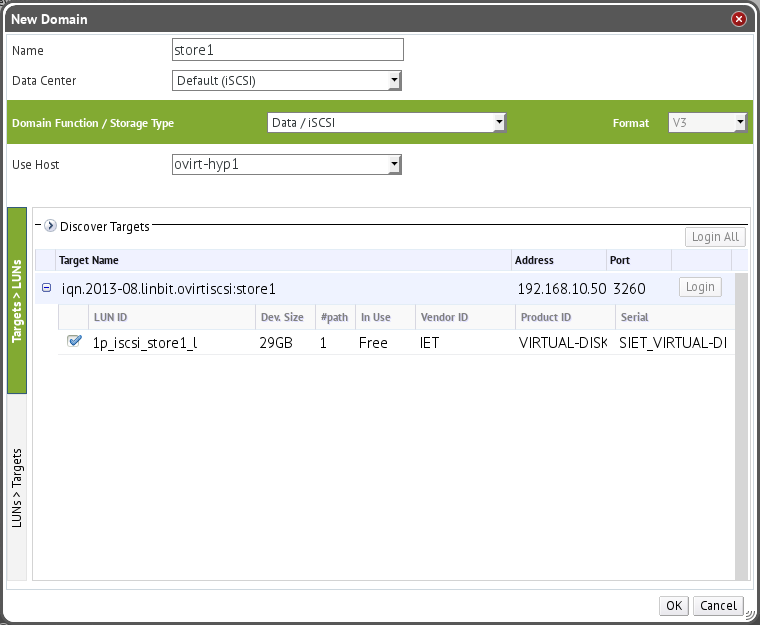 New Domain
Name store1
Data Center Default (iSCSI)
Domain Function / Storage Type Data / iSCSI Format V3
Use Host ovirt-hyp1
Targets > LUNs
LUNs > Targets
Discover Targets
Login All
Target Name Address Port
iqn.2013-08.linbit.ovirtiscsi:store1 192.168.10.50 3260 Login
LUN ID Dev. Size #path In Use Vendor ID Product ID Serial
1p_iscsi_store1_l 29GB 1 Free IET VIRTUAL-DISK SIET_VIRTUAL-DI
OK Cancel